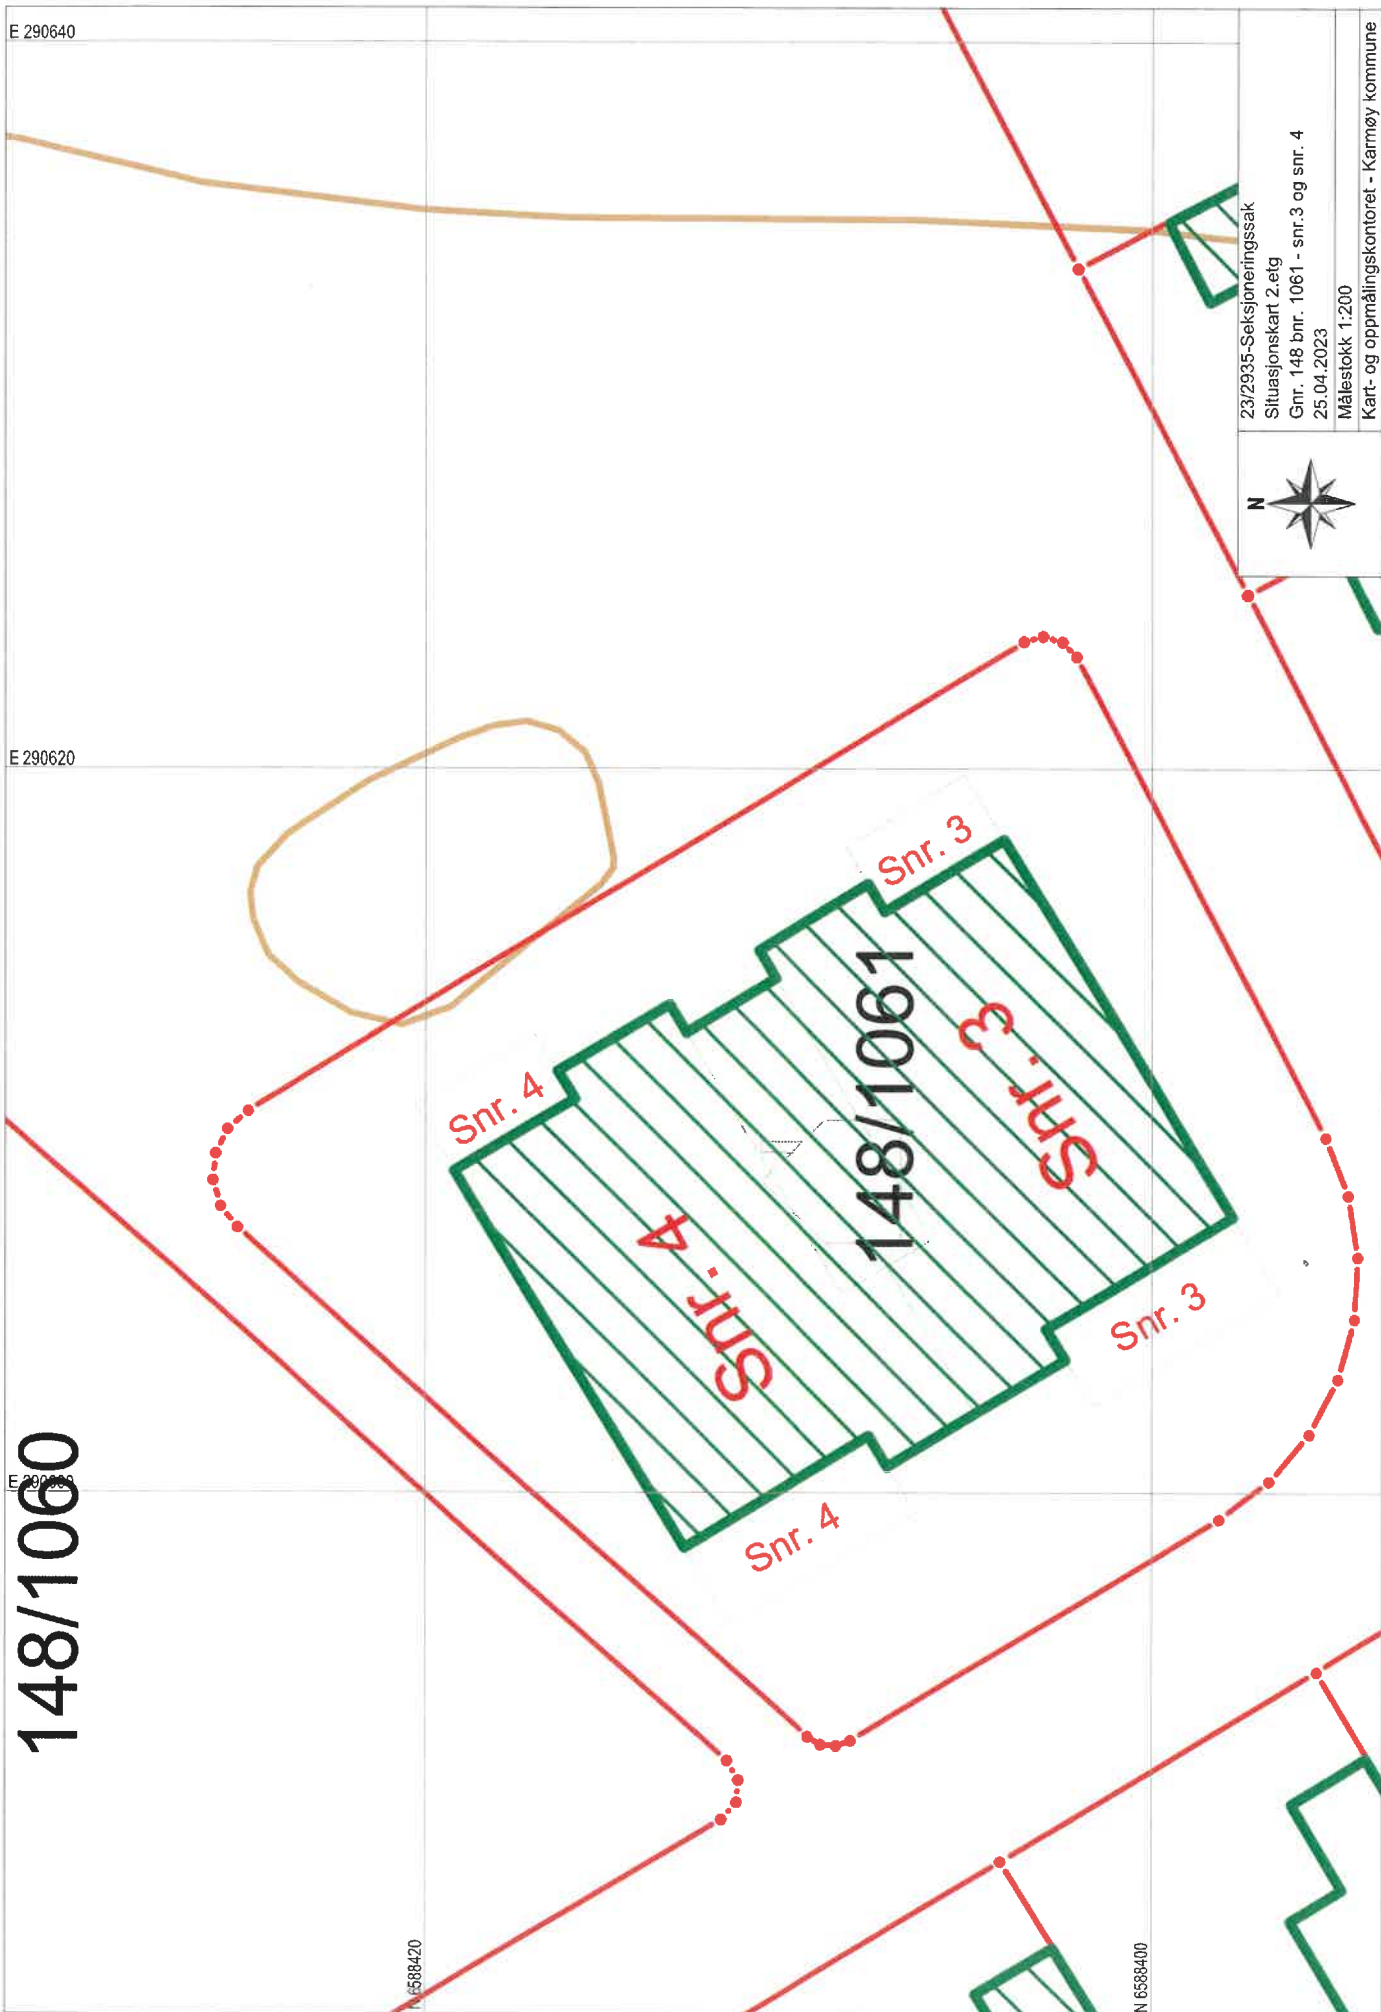 E 290640
E 290620
E 290600
148/1060
N 6588420
N 6588400
Snr. 4
Snr. 3
Snr. 4
148/1061
Snr. 3
Snr. 4
Snr. 3
N
23/2935-Seksjoneringssak
Situasjonskart 2.etg
Gnr. 148 bnr. 1061 - snr.3 og snr. 4
25.04.2023
Målestokk 1:200
Kart- og oppmålingskontoret - Karmøy kommune